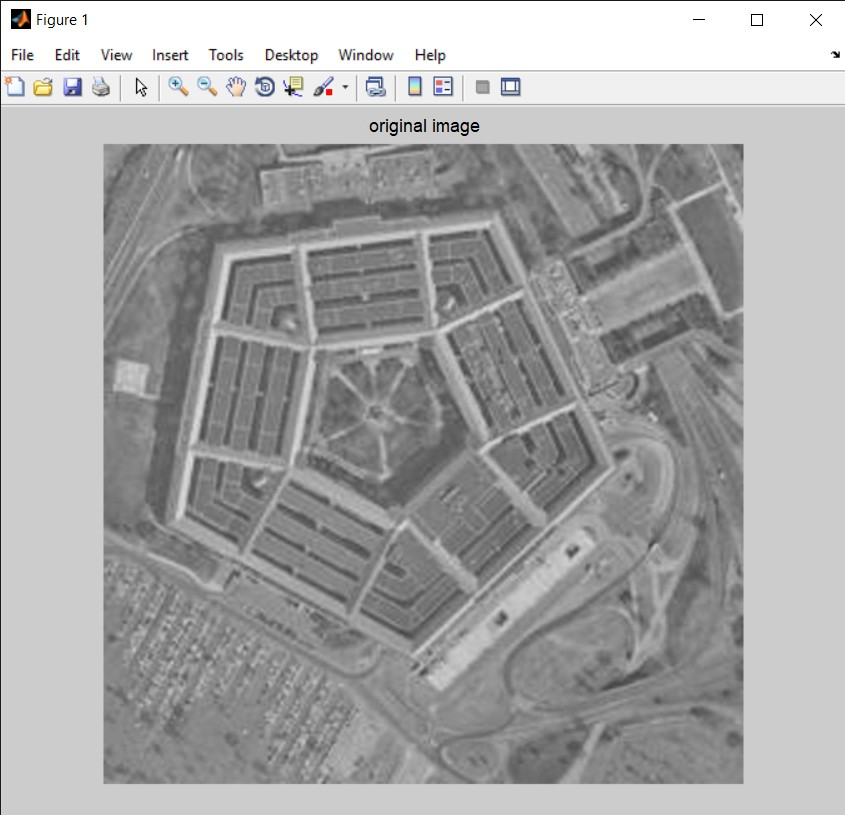 Figure 1
File Edit View Insert Tools Desktop Window Help
original image